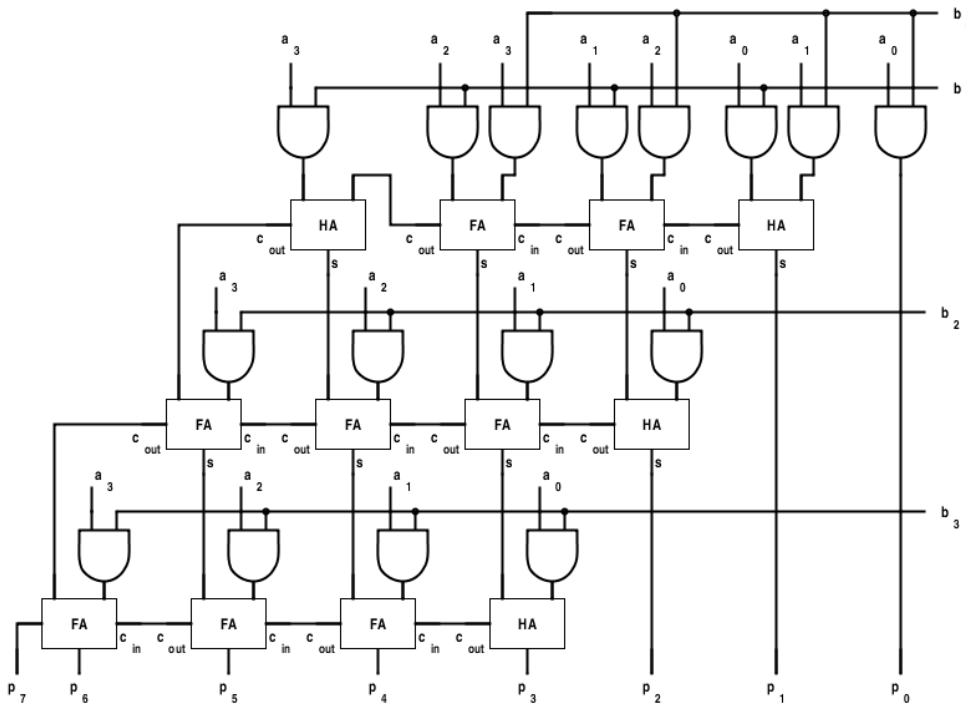 b
a 3 a 2 a 3 a 1 a 2 a 0 a 1 a 0
b
HA FA FA HA
c out c out c in c out c in c out
s s s s
a 3 a 2 a 1 a 0
b 2
FA FA FA HA
c out c in c out c in c out c in c out
s s s s
a 3 a 2 a 1 a 0
b 3
FA FA FA HA
c in c out c in c out c in c out
p 7 p 6 p 5 p 4 p 3 p 2 p 1 p 0